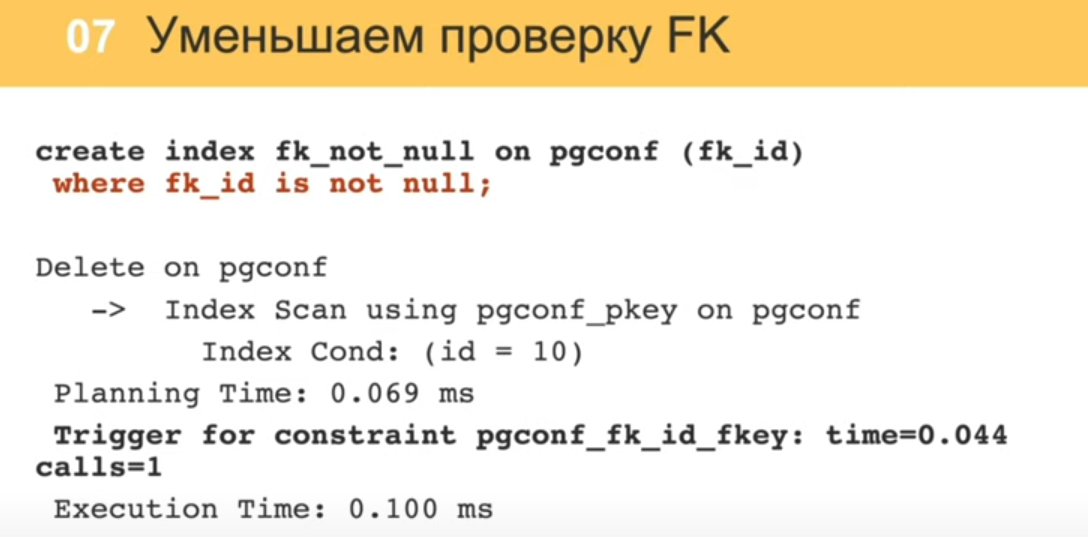 07 Уменьшаем проверку FK
create index fk_not_null on pgconf (fk_id)
where fk_id is not null;
Delete on pgconf
-> Index Scan using pgconf_pkey on pgconf
Index Cond: (id = 10)
Planning Time: 0.069 ms
Trigger for constraint pgconf_fk_id_fkey: time=0.044
calls=1
Execution Time: 0.100 ms